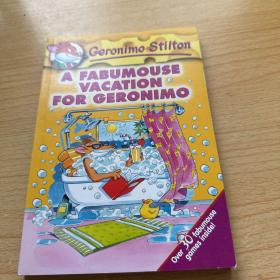 Geronimo Stilton
A FABUMOUSE
VACATION
FOR GERONIMO
Over 30 fabumouse
games inside!